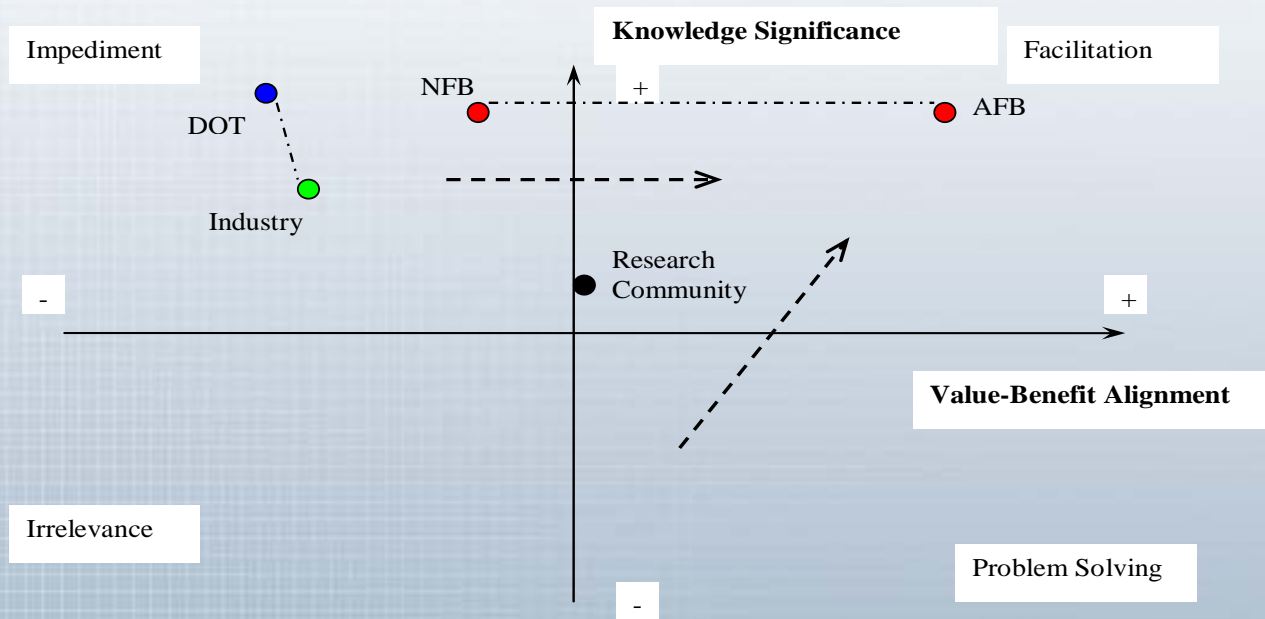 Knowledge Significance
Impediment
Facilitation
NFB
+
AFB
DOT
Industry
Research
Community
-
+
Value-Benefit Alignment
Irrelevance
Problem Solving
-